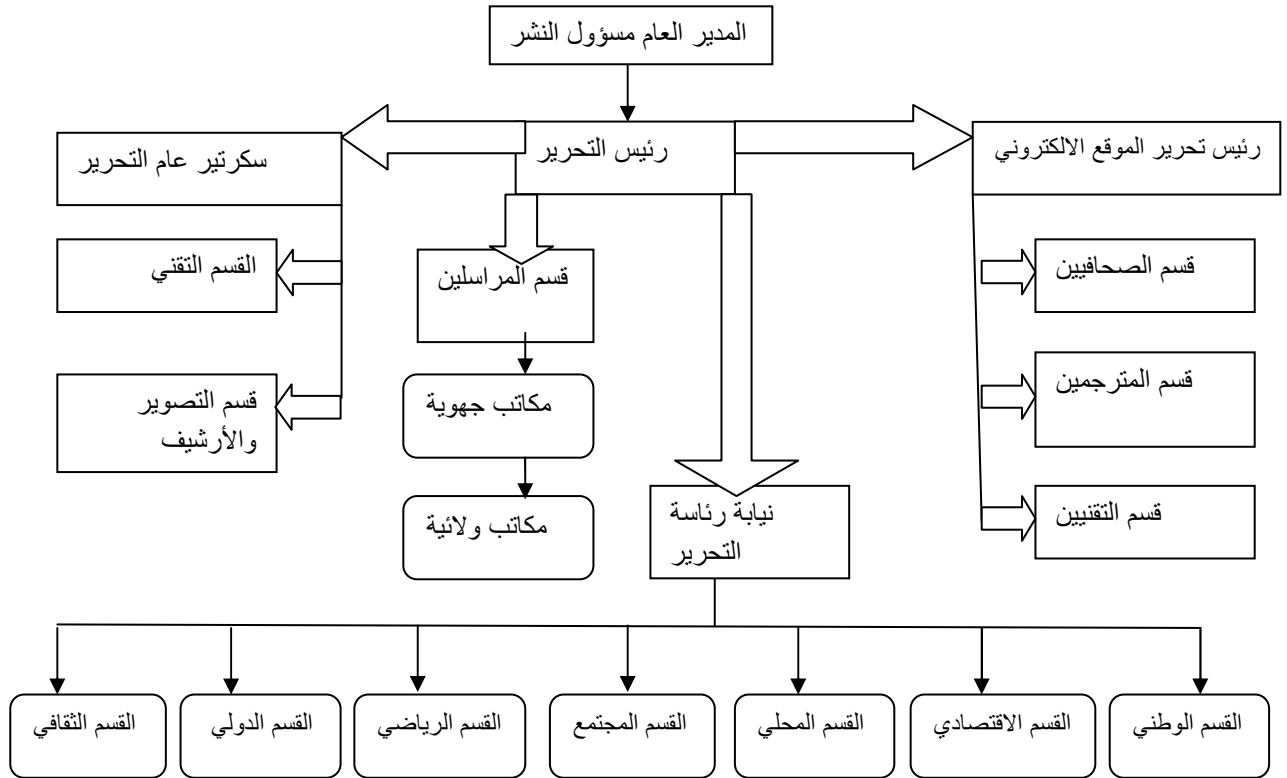 المدير العام مسؤول النشر
رئيس تحرير الموقع الالكتروني
رئيس التحرير
سكرتير عام التحرير
قسم الصحافيين
قسم المراسلين
القسم التقني
قسم المترجمين
مكاتب جهوية
قسم التصوير
والأرشيف
قسم التقنيين
نيابة رئاسة
التحرير
مكاتب ولائية
القسم الوطني
القسم الاقتصادي
القسم المحلي
القسم المجتمع
القسم الرياضي
القسم الدولي
القسم الثقافي